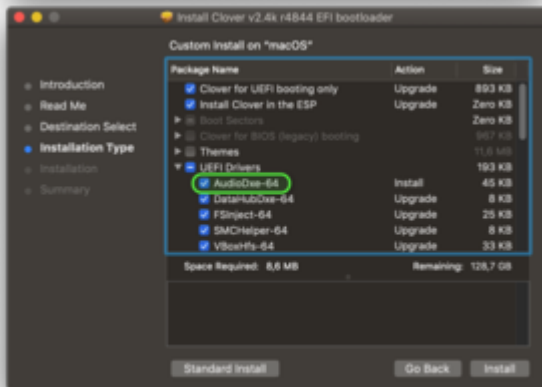 Install Clover v2.4k r4844 EFI bootloader
Custom Install on "macOS"
Introduction
Read Me
Destination Select
Installation Type
Installation
Summary
Package Name Action Size
Clover for UEFI booting only Upgrade 893 KB
Install Clover in the ESP Upgrade Zero KB
Boot Sectors Zero KB
Clover for BIOS (legacy) booting 967 KB
Themes 11,6 MB
UEFI Drivers 193 KB
AudioDxe-64 Install 45 KB
DataHubDxe-64 Upgrade 8 KB
FSInject-64 Upgrade 25 KB
SMCHelper-64 Upgrade 8 KB
VBoxHfs-64 Upgrade 33 KB
Space Required: 8,6 MB Remaining: 128,7 GB
Standard Install Go Back Install